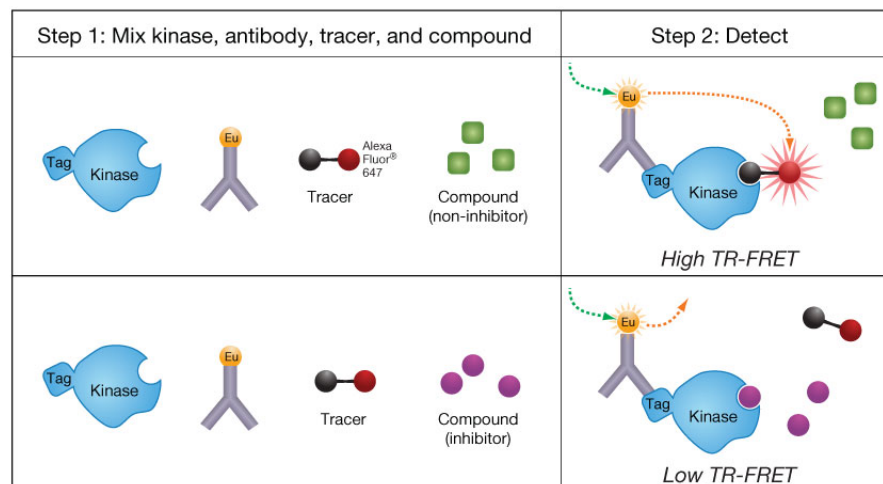 Step 1: Mix kinase, antibody, tracer, and compound
Step 2: Detect
Tag
Kinase
Eu
Alexa
Fluor®
647
Tracer
Compound
(non-inhibitor)
Eu
Tag
Kinase
High TR-FRET
Tag
Kinase
Eu
Tracer
Compound
(inhibitor)
Eu
Tag
Kinase
Low TR-FRET